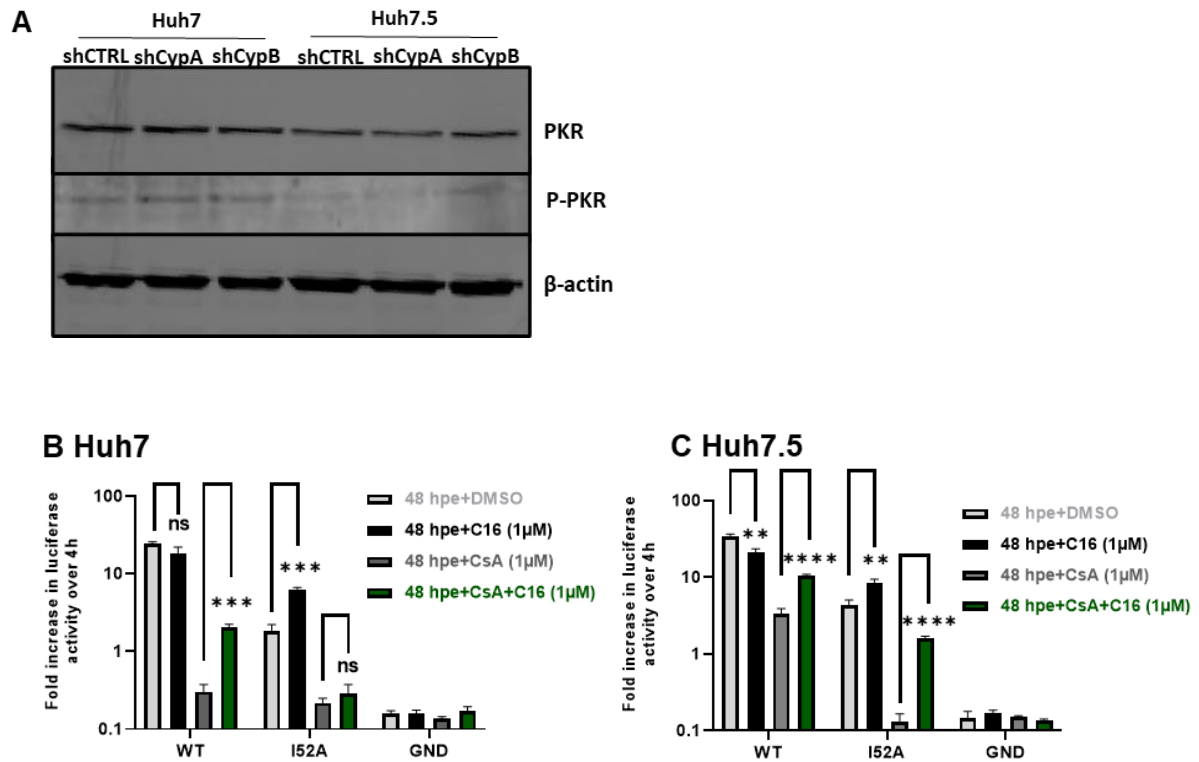 A
Huh7
Huh7.5
shCTRL shCypA shCypB shCTRL shCypA shCypB
PKR
P-PKR
β-actin
B Huh7
Fold increase in luciferase
activity over 4h
100
10
1
0.1
ns
***
***
ns
WT
I52A
GND
48 hpe+DMSO
48 hpe+C16 (1µM)
48 hpe+CsA (1µM)
48 hpe+CsA+C16 (1µM)
C Huh7.5
Fold increase in luciferase
activity over 4h
100
10
1
0.1
**
****
**
****
WT
I52A
GND
48 hpe+DMSO
48 hpe+C16 (1µM)
48 hpe+CsA (1µM)
48 hpe+CsA+C16 (1µM)